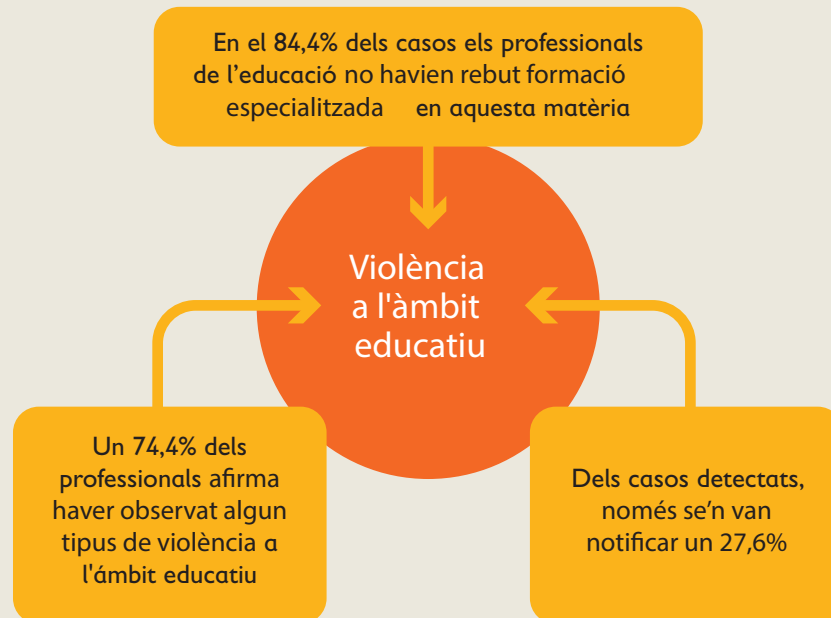 En el 84,4% dels casos els professionals
de l’educació no havien rebut formació
especialitzada en aquesta matèria
Violència
a l'àmbit
educatiu
Un 74,4% dels
professionals afirma
haver observat algun
tipus de violència a
l'ámbit educatiu
Dels casos detectats,
només se’n van
notificar un 27,6%